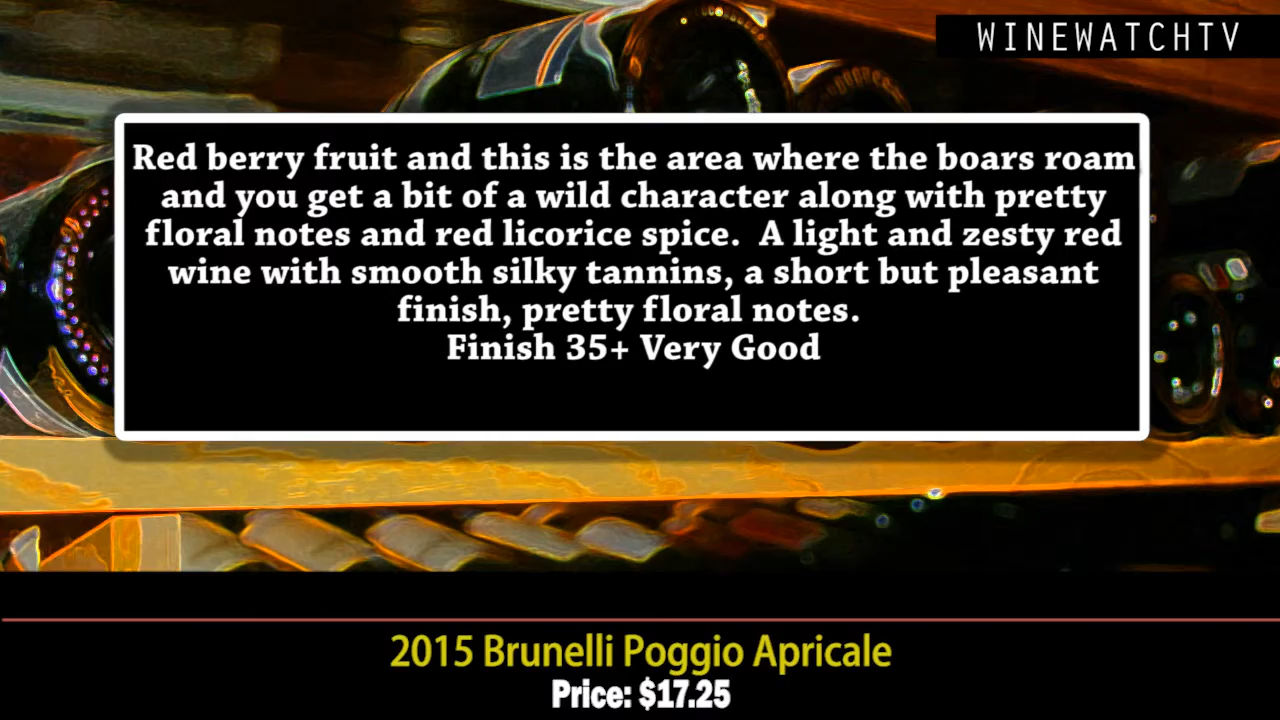 WINEWATCHTV
Red berry fruit and this is the area where the boars roam
and you get a bit of a wild character along with pretty
floral notes and red licorice spice.  A light and zesty red
wine with smooth silky tannins, a short but pleasant
finish, pretty floral notes.
Finish 35+ Very Good
2015 Brunelli Poggio Apricale
Price: $17.25